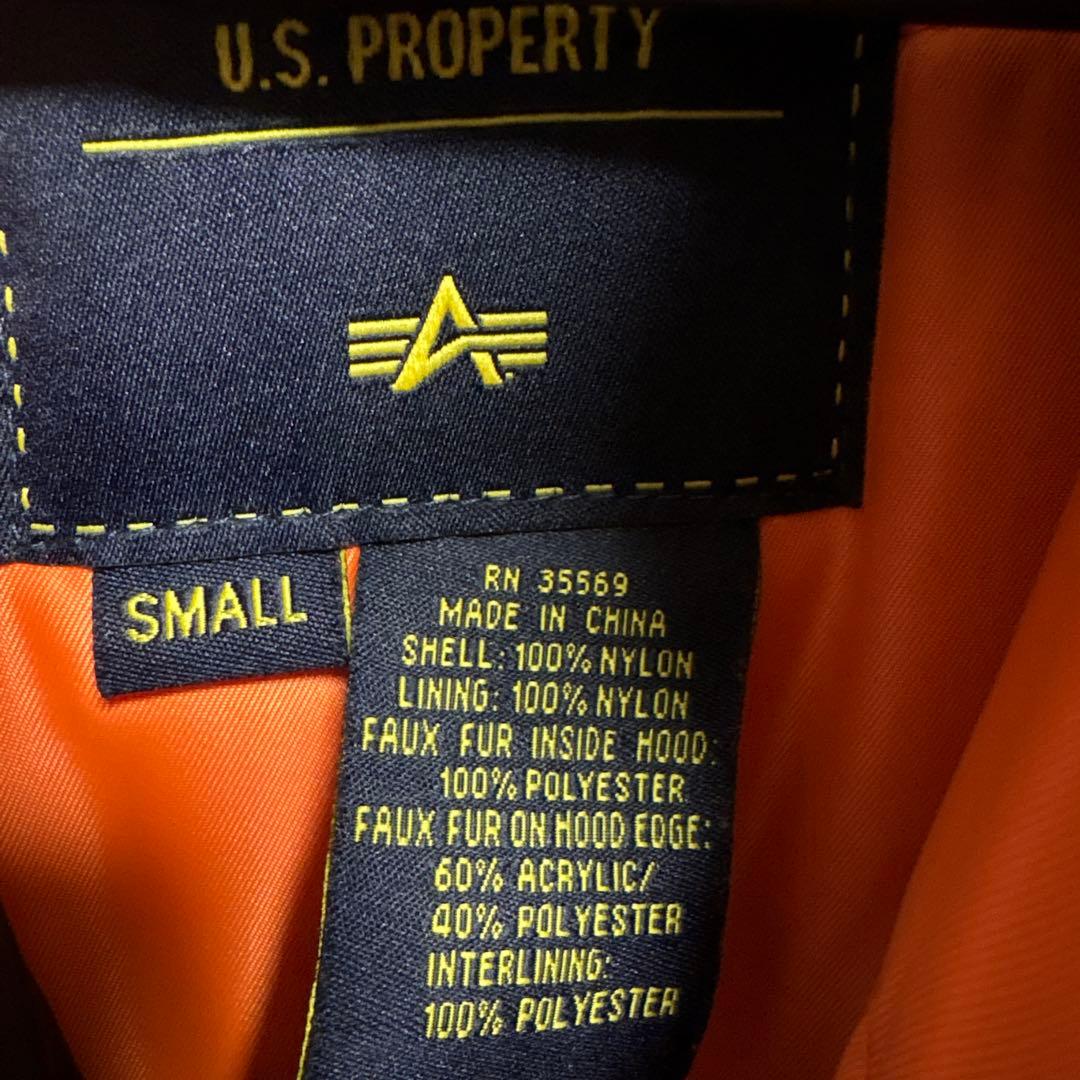 U.S. PROPERTY
A
SMALL
RN 35569
MADE IN CHINA
SHELL: 100% NYLON
LINING: 100% NYLON
FAUX FUR INSIDE HOOD:
100% POLYESTER
FAUX FUR ON HOOD EDGE:
60% ACRYLIC/
40% POLYESTER
INTERLINING:
100% POLYESTER